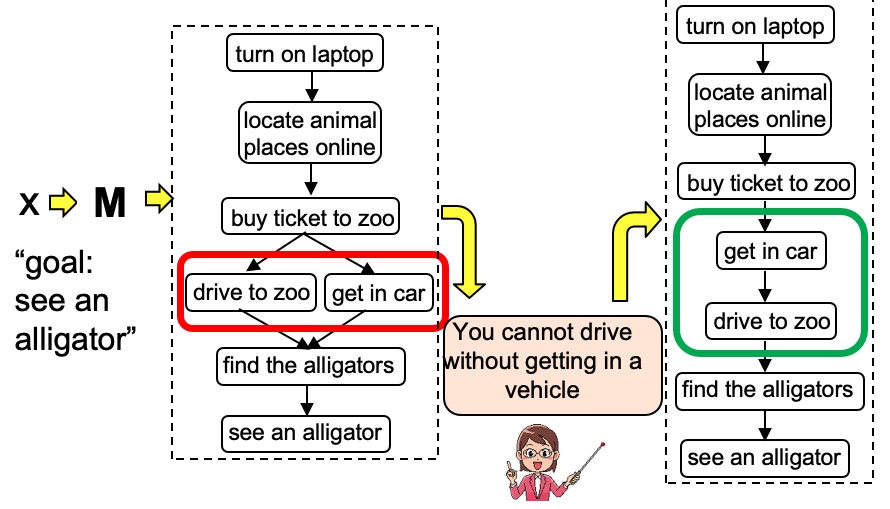 X M
“goal:
see an
alligator”
turn on laptop
locate animal
places online
buy ticket to zoo
drive to zoo get in car
find the alligators
see an alligator
You cannot drive
without getting in a
vehicle
turn on laptop
locate animal
places online
buy ticket to zoo
get in car
drive to zoo
find the alligators
see an alligator